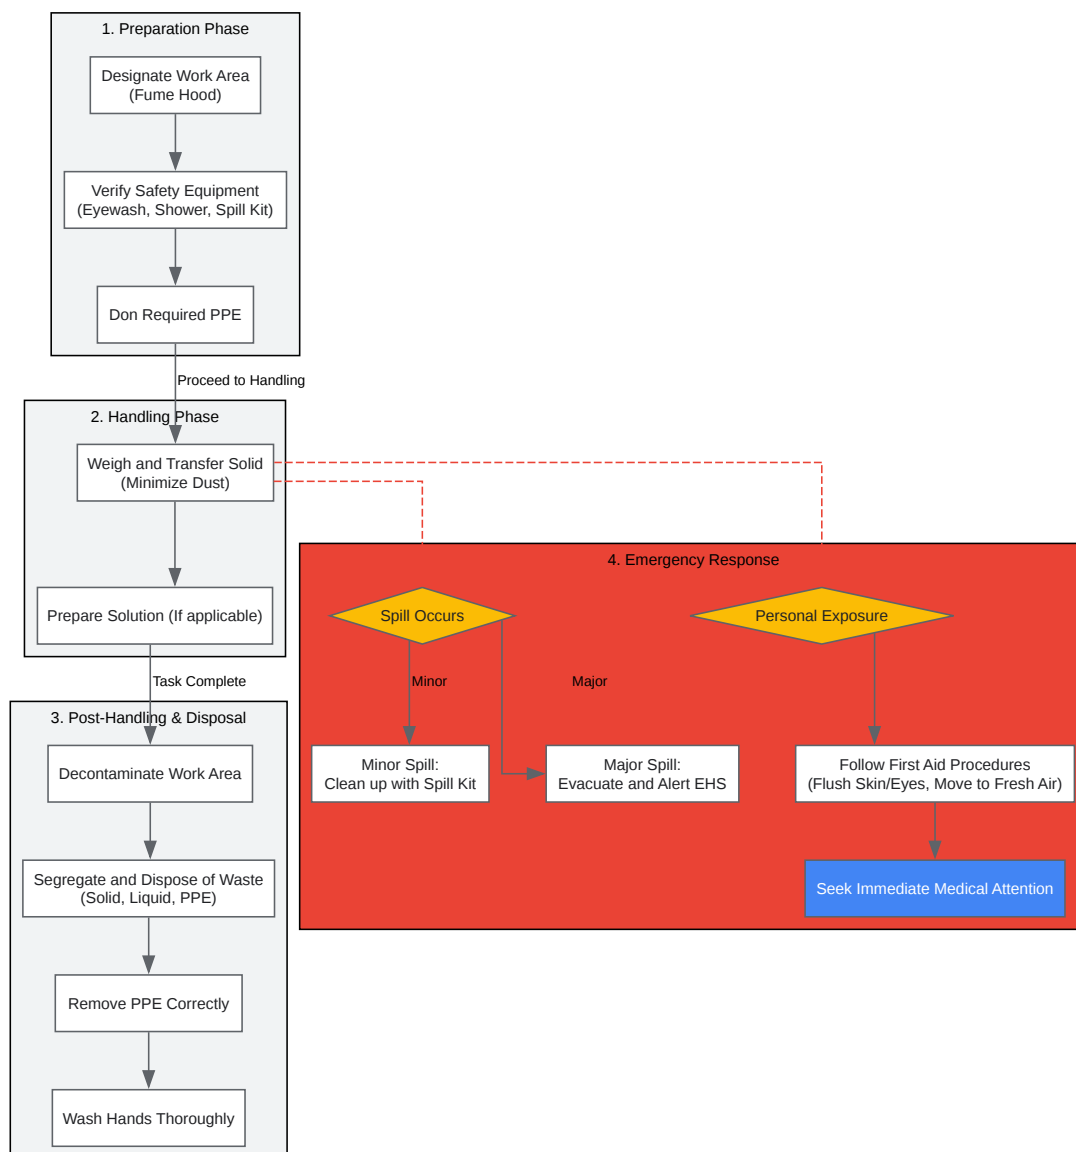 1. Preparation Phase
Designate Work Area
(Fume Hood)
Verify Safety Equipment
(Eyewash, Shower, Spill Kit)
Don Required PPE
Proceed to Handling
2. Handling Phase
Weigh and Transfer Solid
(Minimize Dust)
Prepare Solution (If applicable)
Task Complete
3. Post-Handling & Disposal
Decontaminate Work Area
Segregate and Dispose of Waste
(Solid, Liquid, PPE)
Remove PPE Correctly
Wash Hands Thoroughly
4. Emergency Response
Spill Occurs
Personal Exposure
Minor
Major
Minor Spill:
Clean up with Spill Kit
Major Spill:
Evacuate and Alert EHS
Follow First Aid Procedures
(Flush Skin/Eyes, Move to Fresh Air)
Seek Immediate Medical Attention